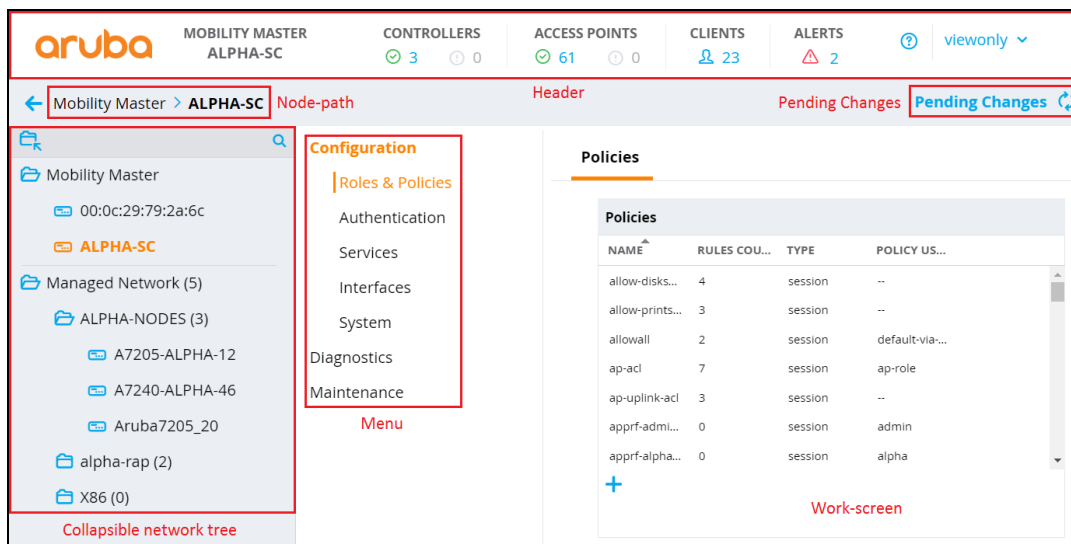 aruba
MOBILITY MASTER
ALPHA-SC
CONTROLLERS
3 0
ACCESS POINTS
61 0
CLIENTS
23
ALERTS
2
? viewonly
Mobility Master > ALPHA-SC
Node-path
Header
Pending Changes
Pending Changes
Mobility Master
00:0c:29:79:2a:6c
ALPHA-SC
Managed Network (5)
ALPHA-NODES (3)
A7205-ALPHA-12
A7240-ALPHA-46
Aruba7205_20
alpha-rap (2)
X86 (0)
Collapsible network tree
Configuration
Roles & Policies
Authentication
Services
Interfaces
System
Diagnostics
Maintenance
Menu
Policies
Policies
NAME RULES COU... TYPE POLICY US...
allow-disks... 4 session --
allow-prints... 3 session --
allowall 2 session default-via-...
ap-acl 7 session ap-role
ap-uplink-acl 3 session --
apprf-admi... 0 session admin
apprf-alpha... 0 session alpha
+
Work-screen